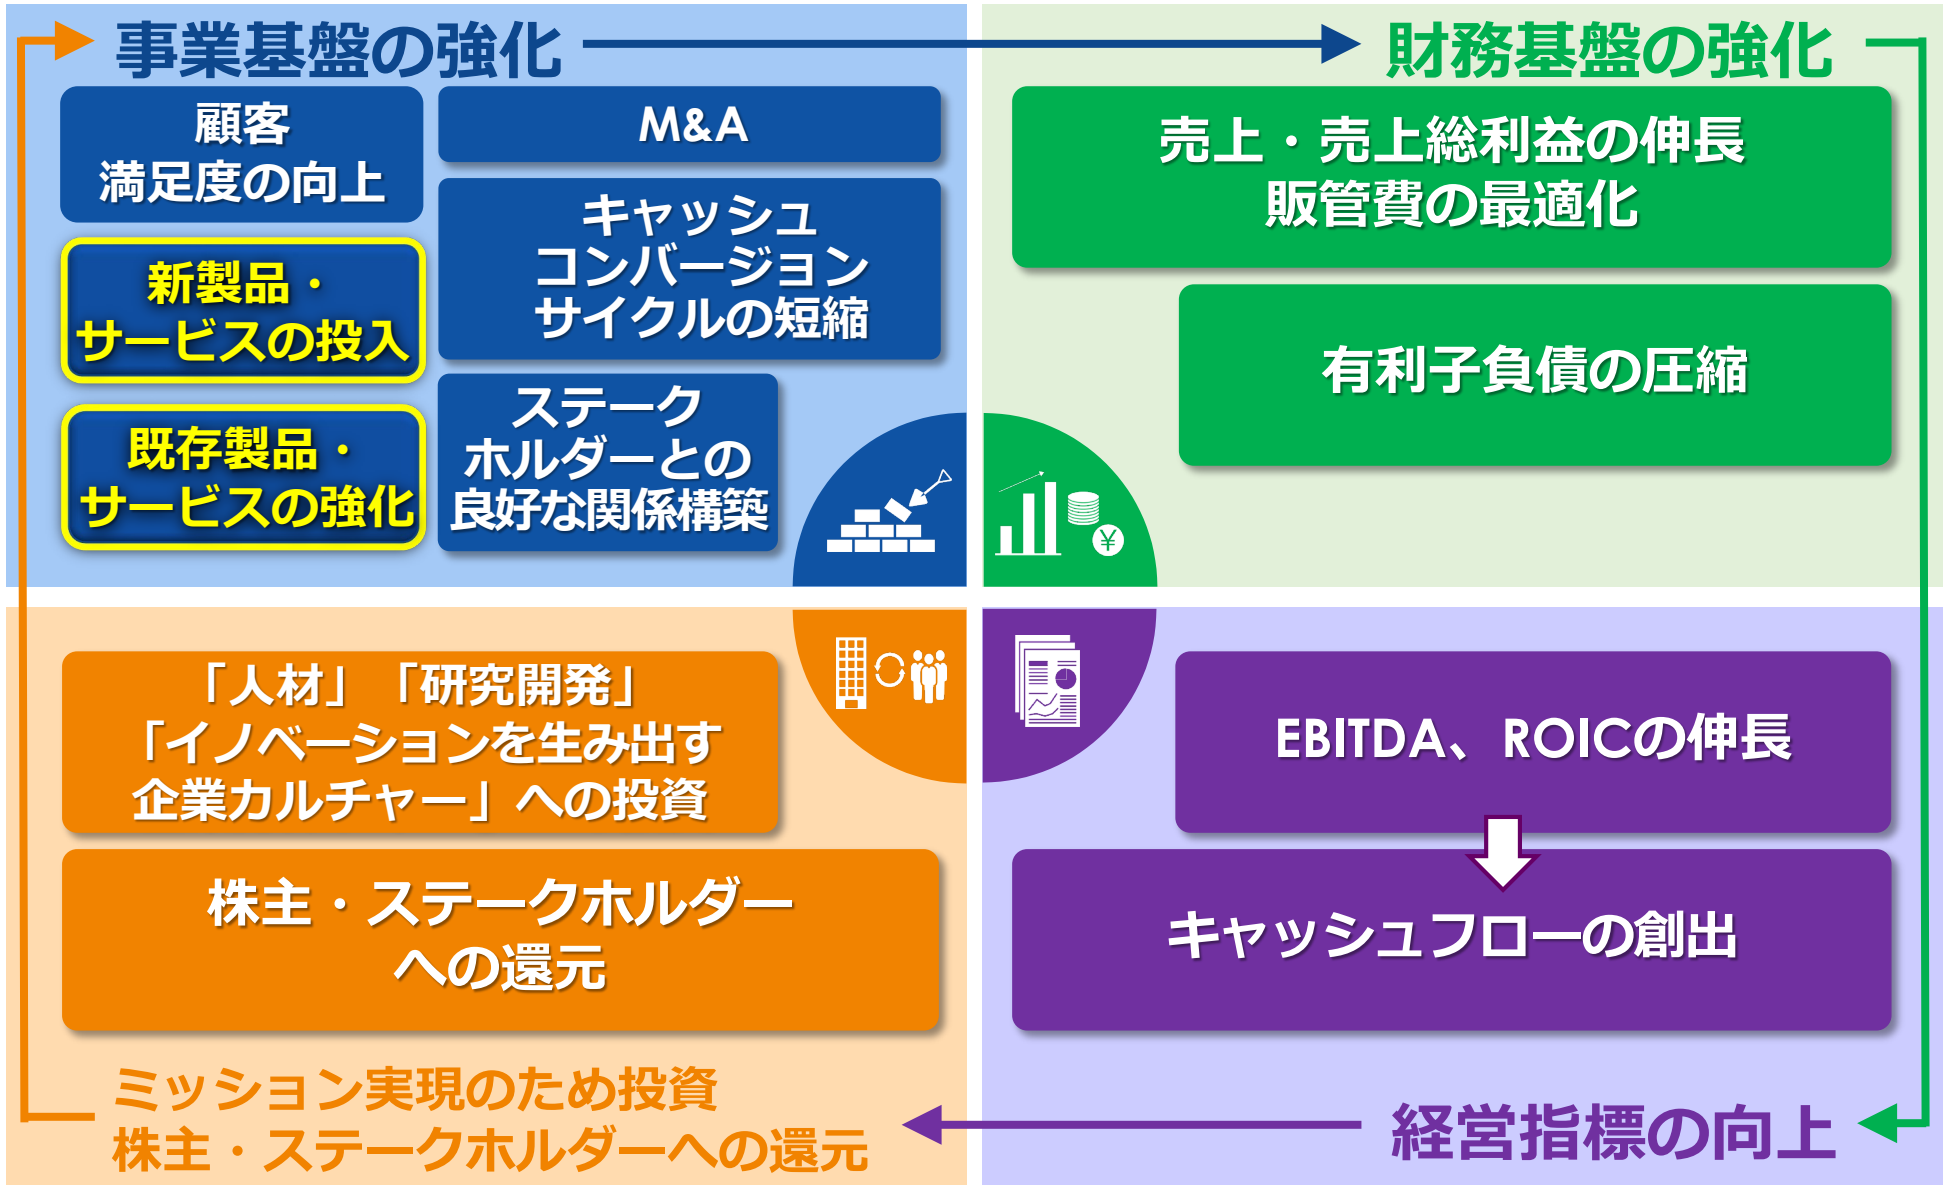 事業基盤の強化
顧客
満足度の向上
新製品・
サービスの投入
既存製品・
サービスの強化
M&A
キャッシュ
コンバージョン
サイクルの短縮
ステーク
ホルダーとの
良好な関係構築
財務基盤の強化
売上・売上総利益の伸長
販管費の最適化
有利子負債の圧縮
¥
EBITDA、ROICの伸長
キャッシュフローの創出
経営指標の向上
「人材」「研究開発」
「イノベーションを生み出す
企業カルチャー」への投資
株主・ステークホルダー
への還元
ミッション実現のため投資
株主・ステークホルダーへの還元